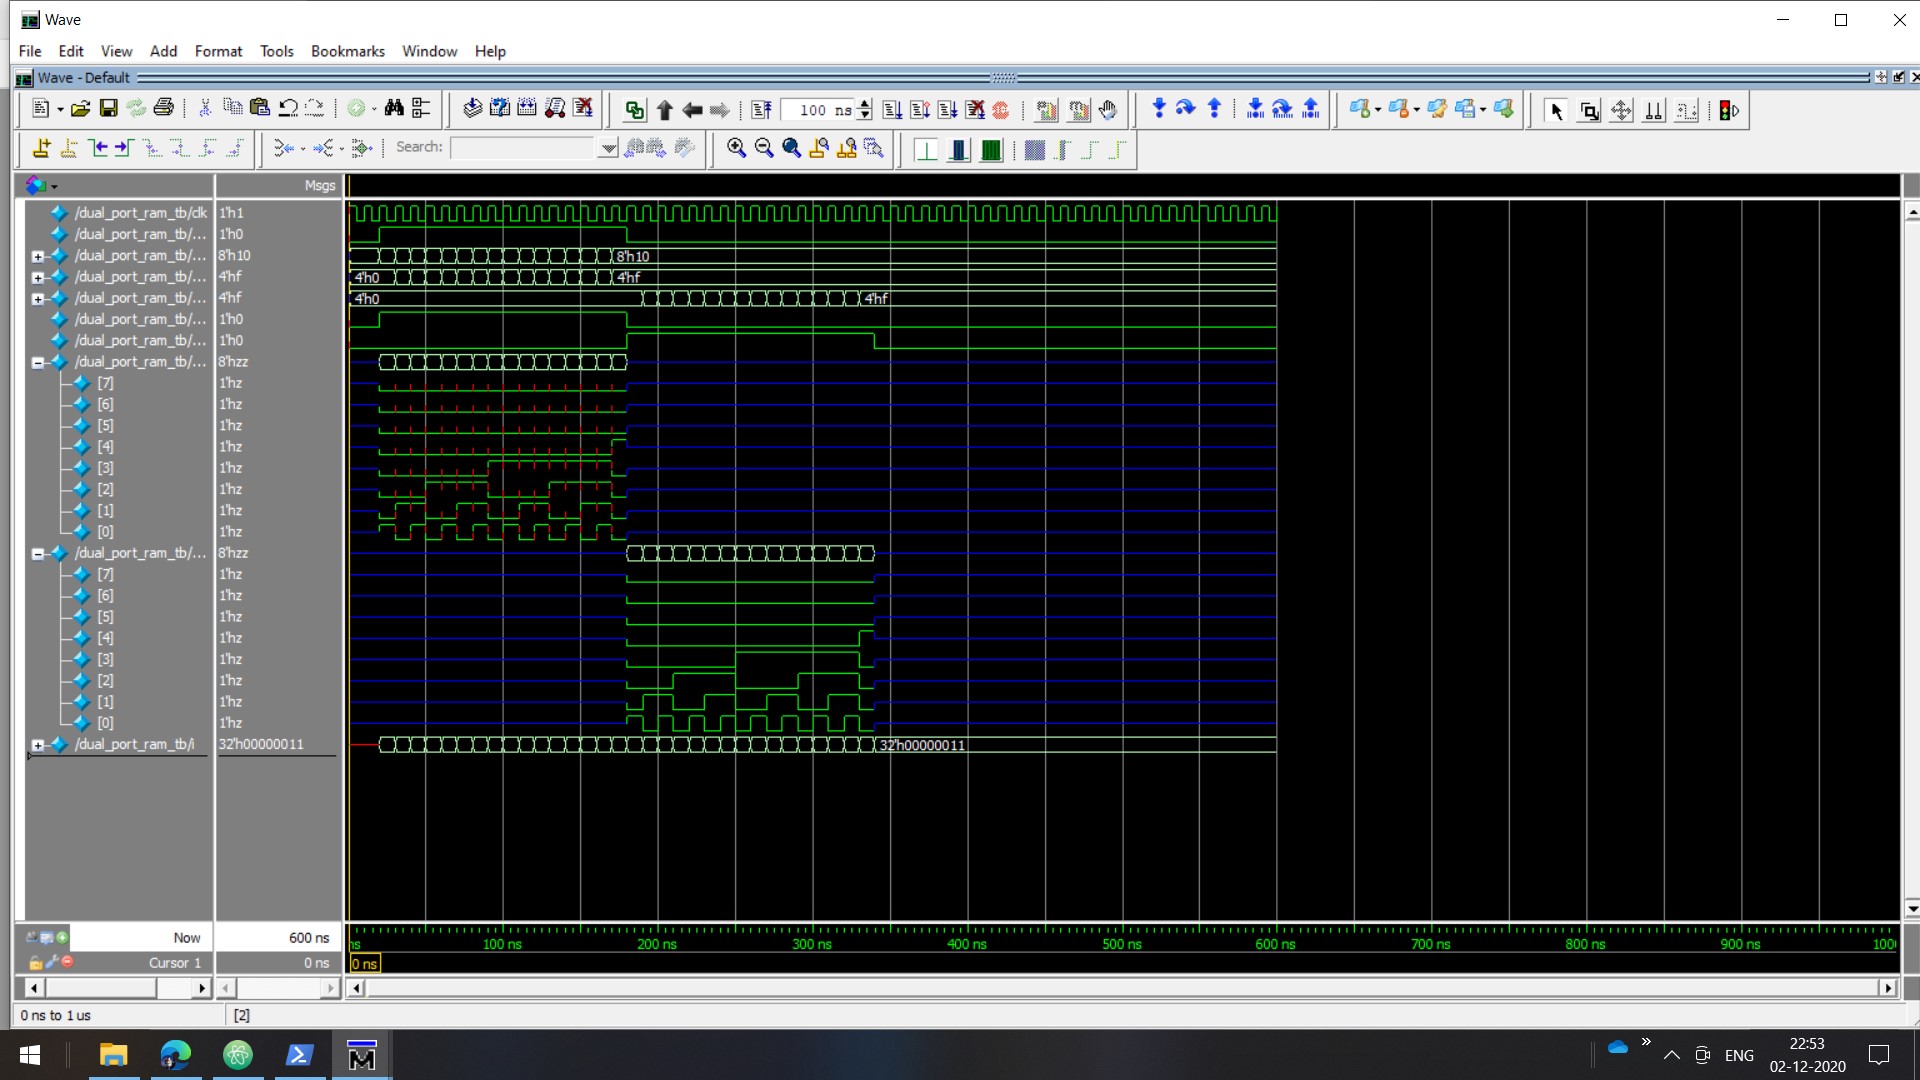 Wave
File Edit View Add Format Tools Bookmarks Window Help
Wave - Default
100 ns
Search:
Msgs
/dual_port_ram_tb/clk 1'h1
/dual_port_ram_tb/... 1'h0
/dual_port_ram_tb/... 8'h10 8'h10
/dual_port_ram_tb/... 4'hf 4'h0 4'hf
/dual_port_ram_tb/... 4'hf 4'h0 4'hf
/dual_port_ram_tb/... 1'h0
/dual_port_ram_tb/... 1'h0
/dual_port_ram_tb/... 8'hzz
[7] 1'hz
[6] 1'hz
[5] 1'hz
[4] 1'hz
[3] 1'hz
[2] 1'hz
[1] 1'hz
[0] 1'hz
/dual_port_ram_tb/... 8'hzz
[7] 1'hz
[6] 1'hz
[5] 1'hz
[4] 1'hz
[3] 1'hz
[2] 1'hz
[1] 1'hz
[0] 1'hz
/dual_port_ram_tb/i 32'h00000011 32'h00000011
Now 600 ns ns 100 ns 200 ns 300 ns 400 ns 500 ns 600 ns 700 ns 800 ns 900 ns 100
Cursor 1 0 ns 0 ns
0 ns to 1 us [2]
ENG 22:53
02-12-2020